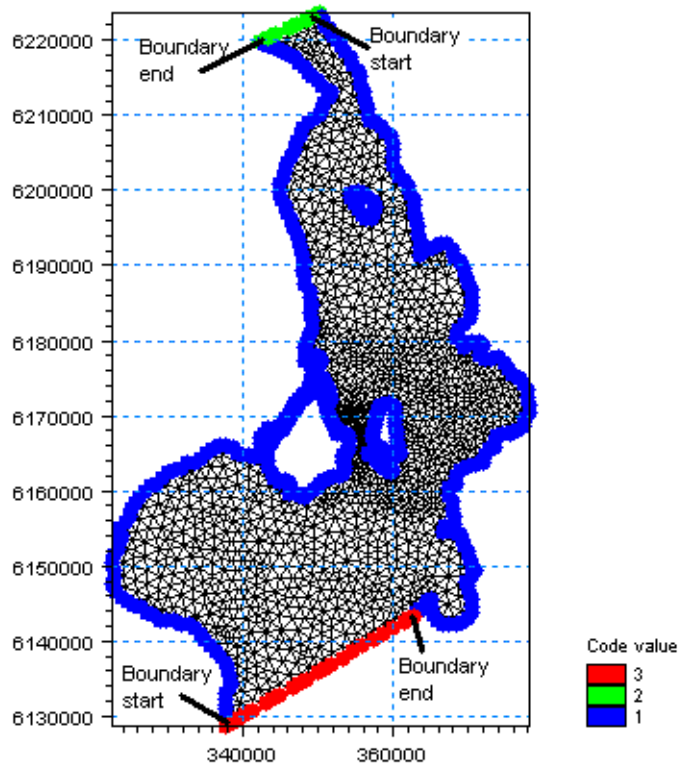 6220000
Boundary
end
Boundary
start
6210000
6200000
6190000
6180000
6170000
6160000
6150000
6140000
6130000
Boundary
start
Boundary
end
340000
360000
Code value
3
2
1